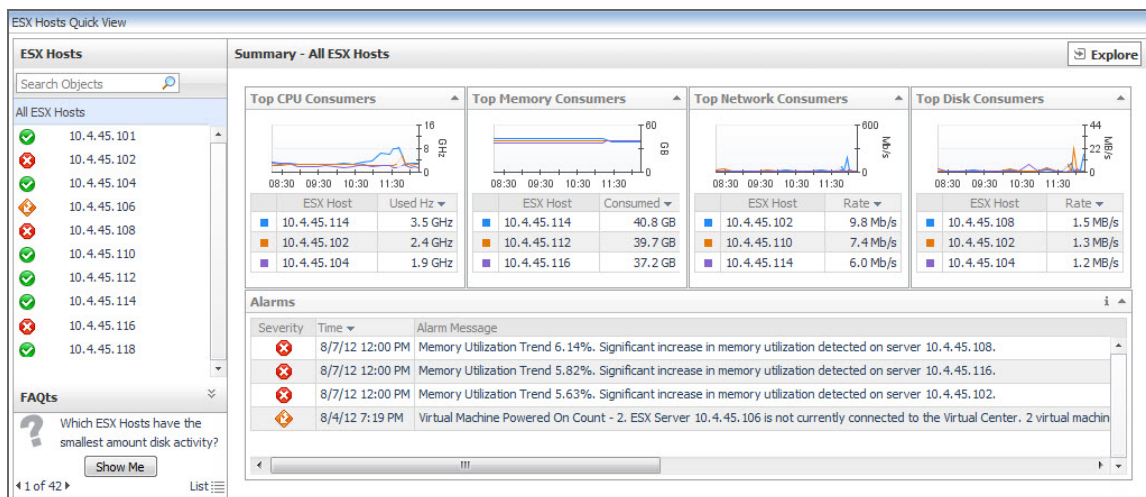 ESX Hosts Quick View
ESX Hosts
Search Objects
All ESX Hosts
10.4.45.101
10.4.45.102
10.4.45.104
10.4.45.106
10.4.45.108
10.4.45.110
10.4.45.112
10.4.45.114
10.4.45.116
10.4.45.118
FAQts
Which ESX Hosts have the
smallest amount disk activity?
Show Me
1 of 42
List
Summary - All ESX Hosts
Explore
Top CPU Consumers
16
8
0
GHz
08:30 09:30 10:30 11:30
ESX Host Used Hz
10.4.45.114 3.5 GHz
10.4.45.102 2.4 GHz
10.4.45.104 1.9 GHz
Top Memory Consumers
60
0
GB
08:30 09:30 10:30 11:30
ESX Host Consumed
10.4.45.114 40.8 GB
10.4.45.112 39.7 GB
10.4.45.116 37.2 GB
Top Network Consumers
600
0
Mb/s
08:30 09:30 10:30 11:30
ESX Host Rate
10.4.45.102 9.8 Mb/s
10.4.45.110 7.4 Mb/s
10.4.45.114 6.0 Mb/s
Top Disk Consumers
44
22
0
MB/s
08:30 09:30 10:30 11:30
ESX Host Rate
10.4.45.108 1.5 MB/s
10.4.45.102 1.3 MB/s
10.4.45.104 1.2 MB/s
Alarms
Severity Time Alarm Message
8/7/12 12:00 PM Memory Utilization Trend 6.14%. Significant increase in memory utilization detected on server 10.4.45.108.
8/7/12 12:00 PM Memory Utilization Trend 5.82%. Significant increase in memory utilization detected on server 10.4.45.116.
8/7/12 12:00 PM Memory Utilization Trend 5.63%. Significant increase in memory utilization detected on server 10.4.45.102.
8/4/12 7:19 PM Virtual Machine Powered On Count - 2. ESX Server 10.4.45.106 is not currently connected to the Virtual Center. 2 virtual machin